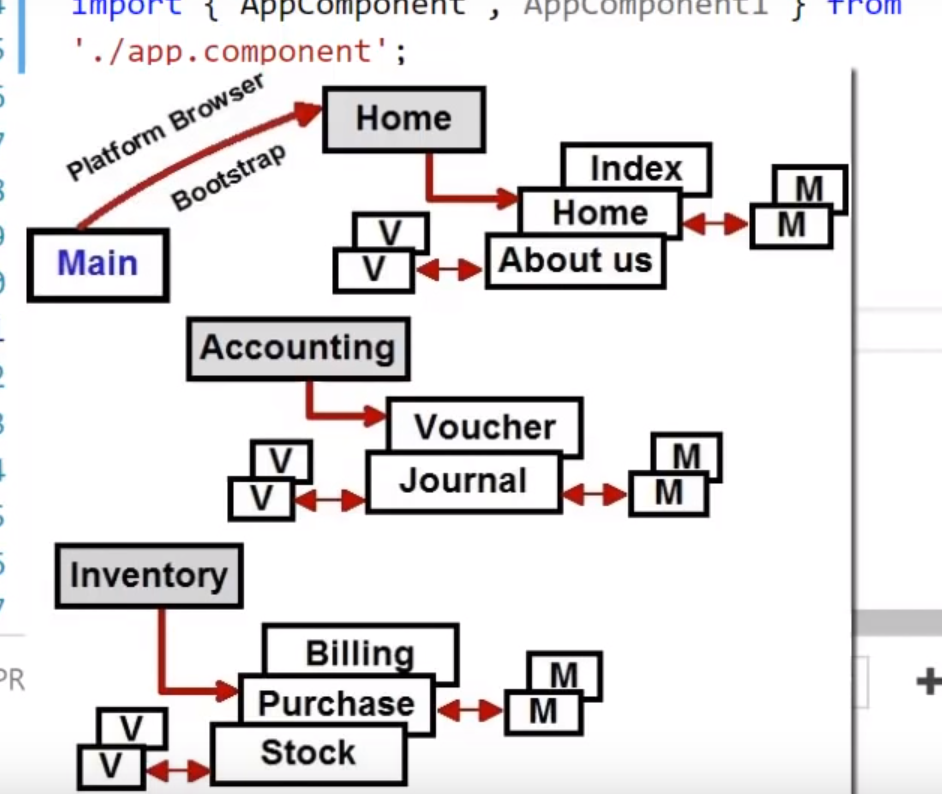 import { AppComponent , AppComponent1 } from
'./app.component';
Platform Browser
Bootstrap
Home
Main
Index
Home
About us
V
V
M
M
Accounting
Voucher
Journal
V
V
M
M
Inventory
Billing
Purchase
Stock
V
V
M
M
PR